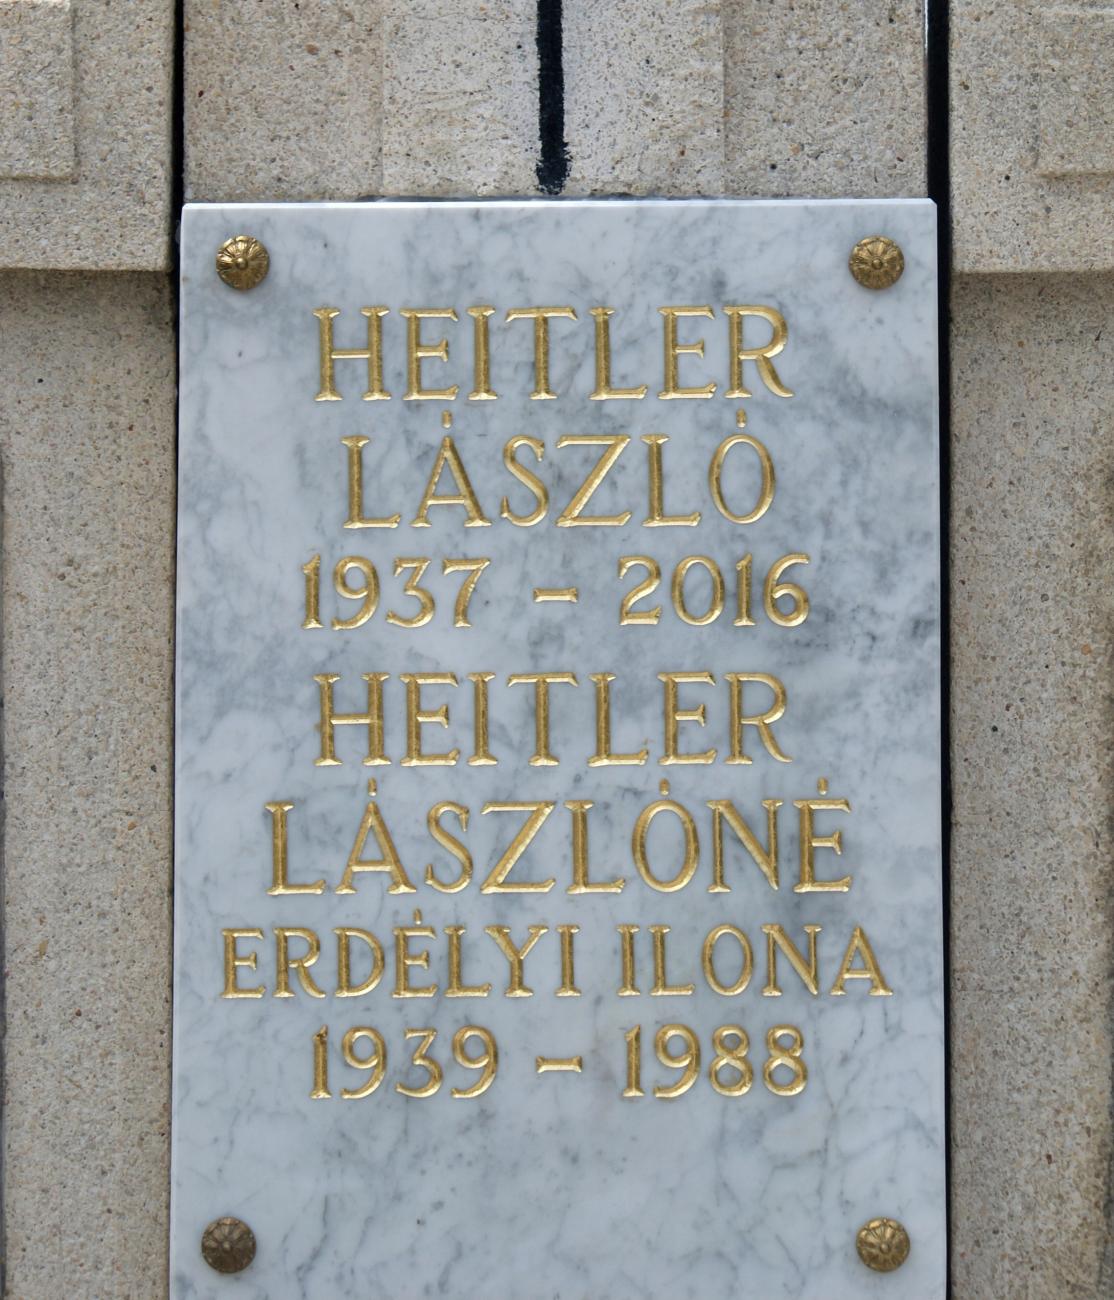 HEITLER
LÁSZLÓ
1937 - 2016
HEITLER
LÁSZLÓNÉ
ERDÉLYI ILONA
1939 - 1988